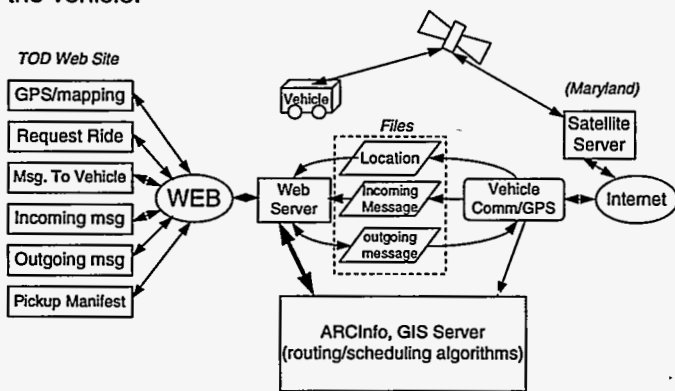 the vehicle.
TOD Web Site
GPS/mapping
Request Ride
Msg. To Vehicle
Incoming msg
Outgoing msg
Pickup Manifest
WEB
Vehicle
Web
Server
Files
Location
Incoming
Message
outgoing
message
Vehicle
Comm/GPS
(Maryland)
Satellite
Server
Internet
ARCInfo, GIS Server
(routing/scheduling algorithms)